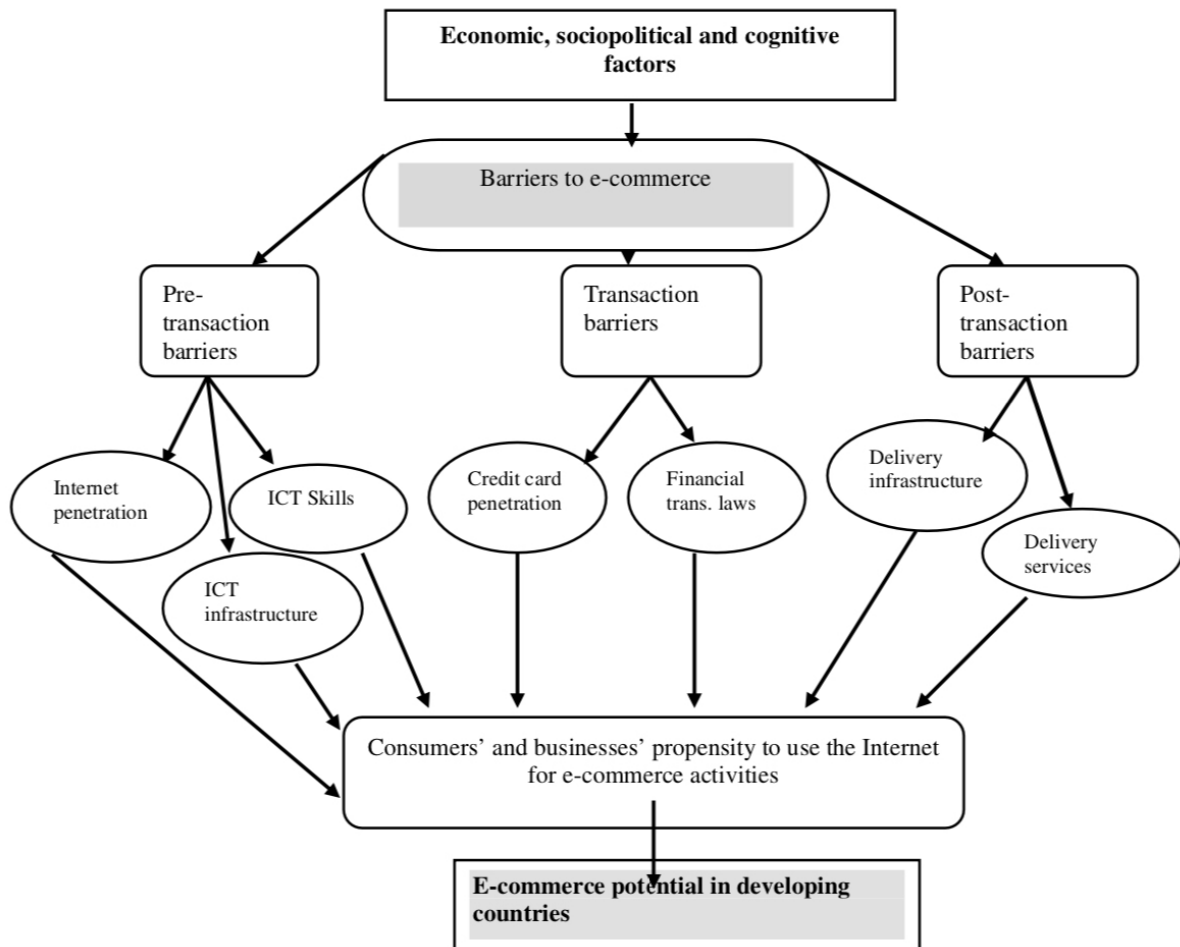 Economic, sociopolitical and cognitive
factors
Barriers to e-commerce
Pre-
transaction
barriers
Transaction
barriers
Post-
transaction
barriers
Internet
penetration
ICT Skills
ICT
infrastructure
Credit card
penetration
Financial
trans. laws
Delivery
infrastructure
Delivery
services
Consumers’ and businesses’ propensity to use the Internet
for e-commerce activities
E-commerce potential in developing
countries